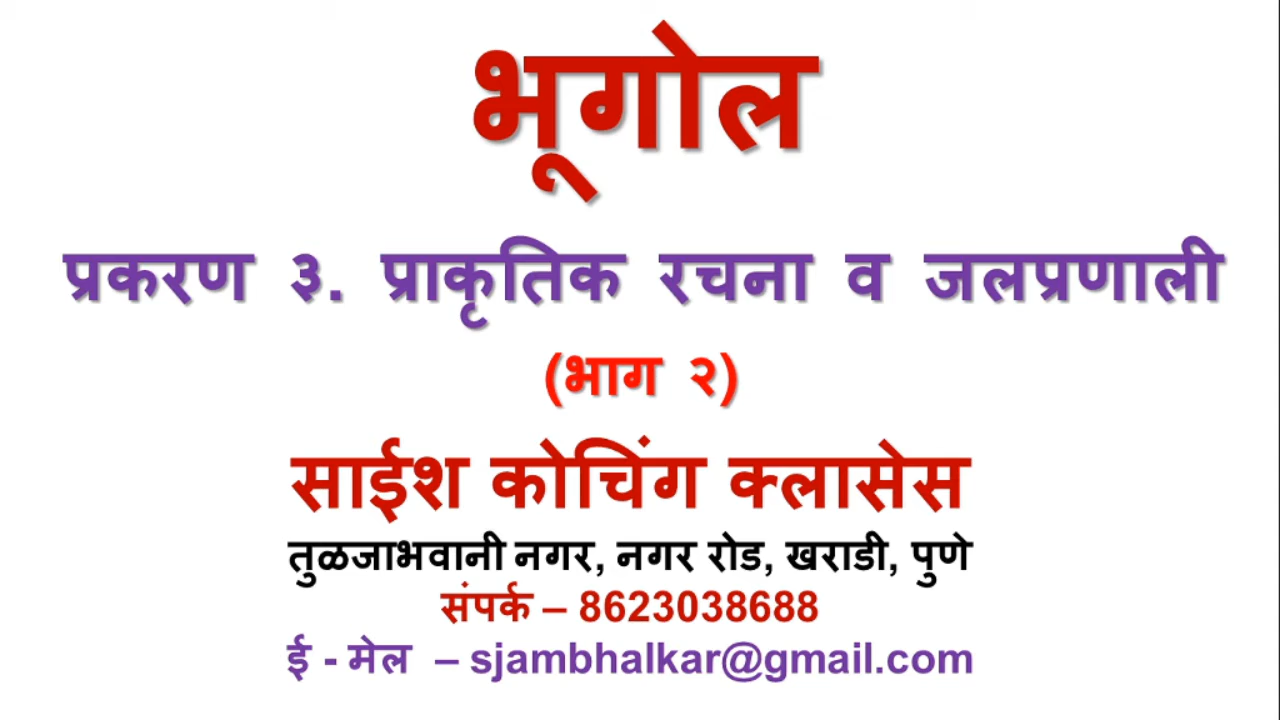 भूगोल
प्रकरण ३. प्राकृतिक रचना व जलप्रणाली
(भाग २)
साईश कोचिंग क्लासेस
तुळजाभवानी नगर, नगर रोड, खराडी, पुणे
संपर्क – 8623038688
ई - मेल – sjambhalkar@gmail.com